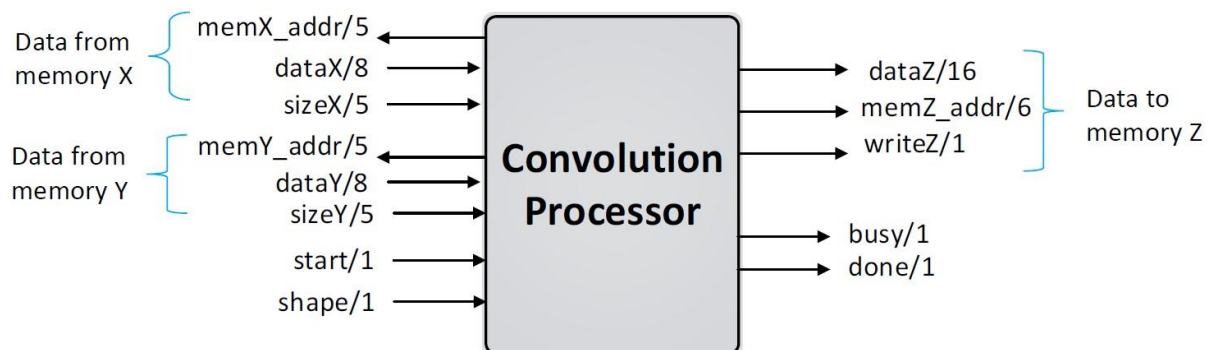 Data from
memory X
memX_addr/5
dataX/8
sizeX/5
Data from
memory Y
memY_addr/5
dataY/8
sizeY/5
start/1
shape/1
Convolution
Processor
dataZ/16
memZ_addr/6
writeZ/1
Data to
memory Z
busy/1
done/1